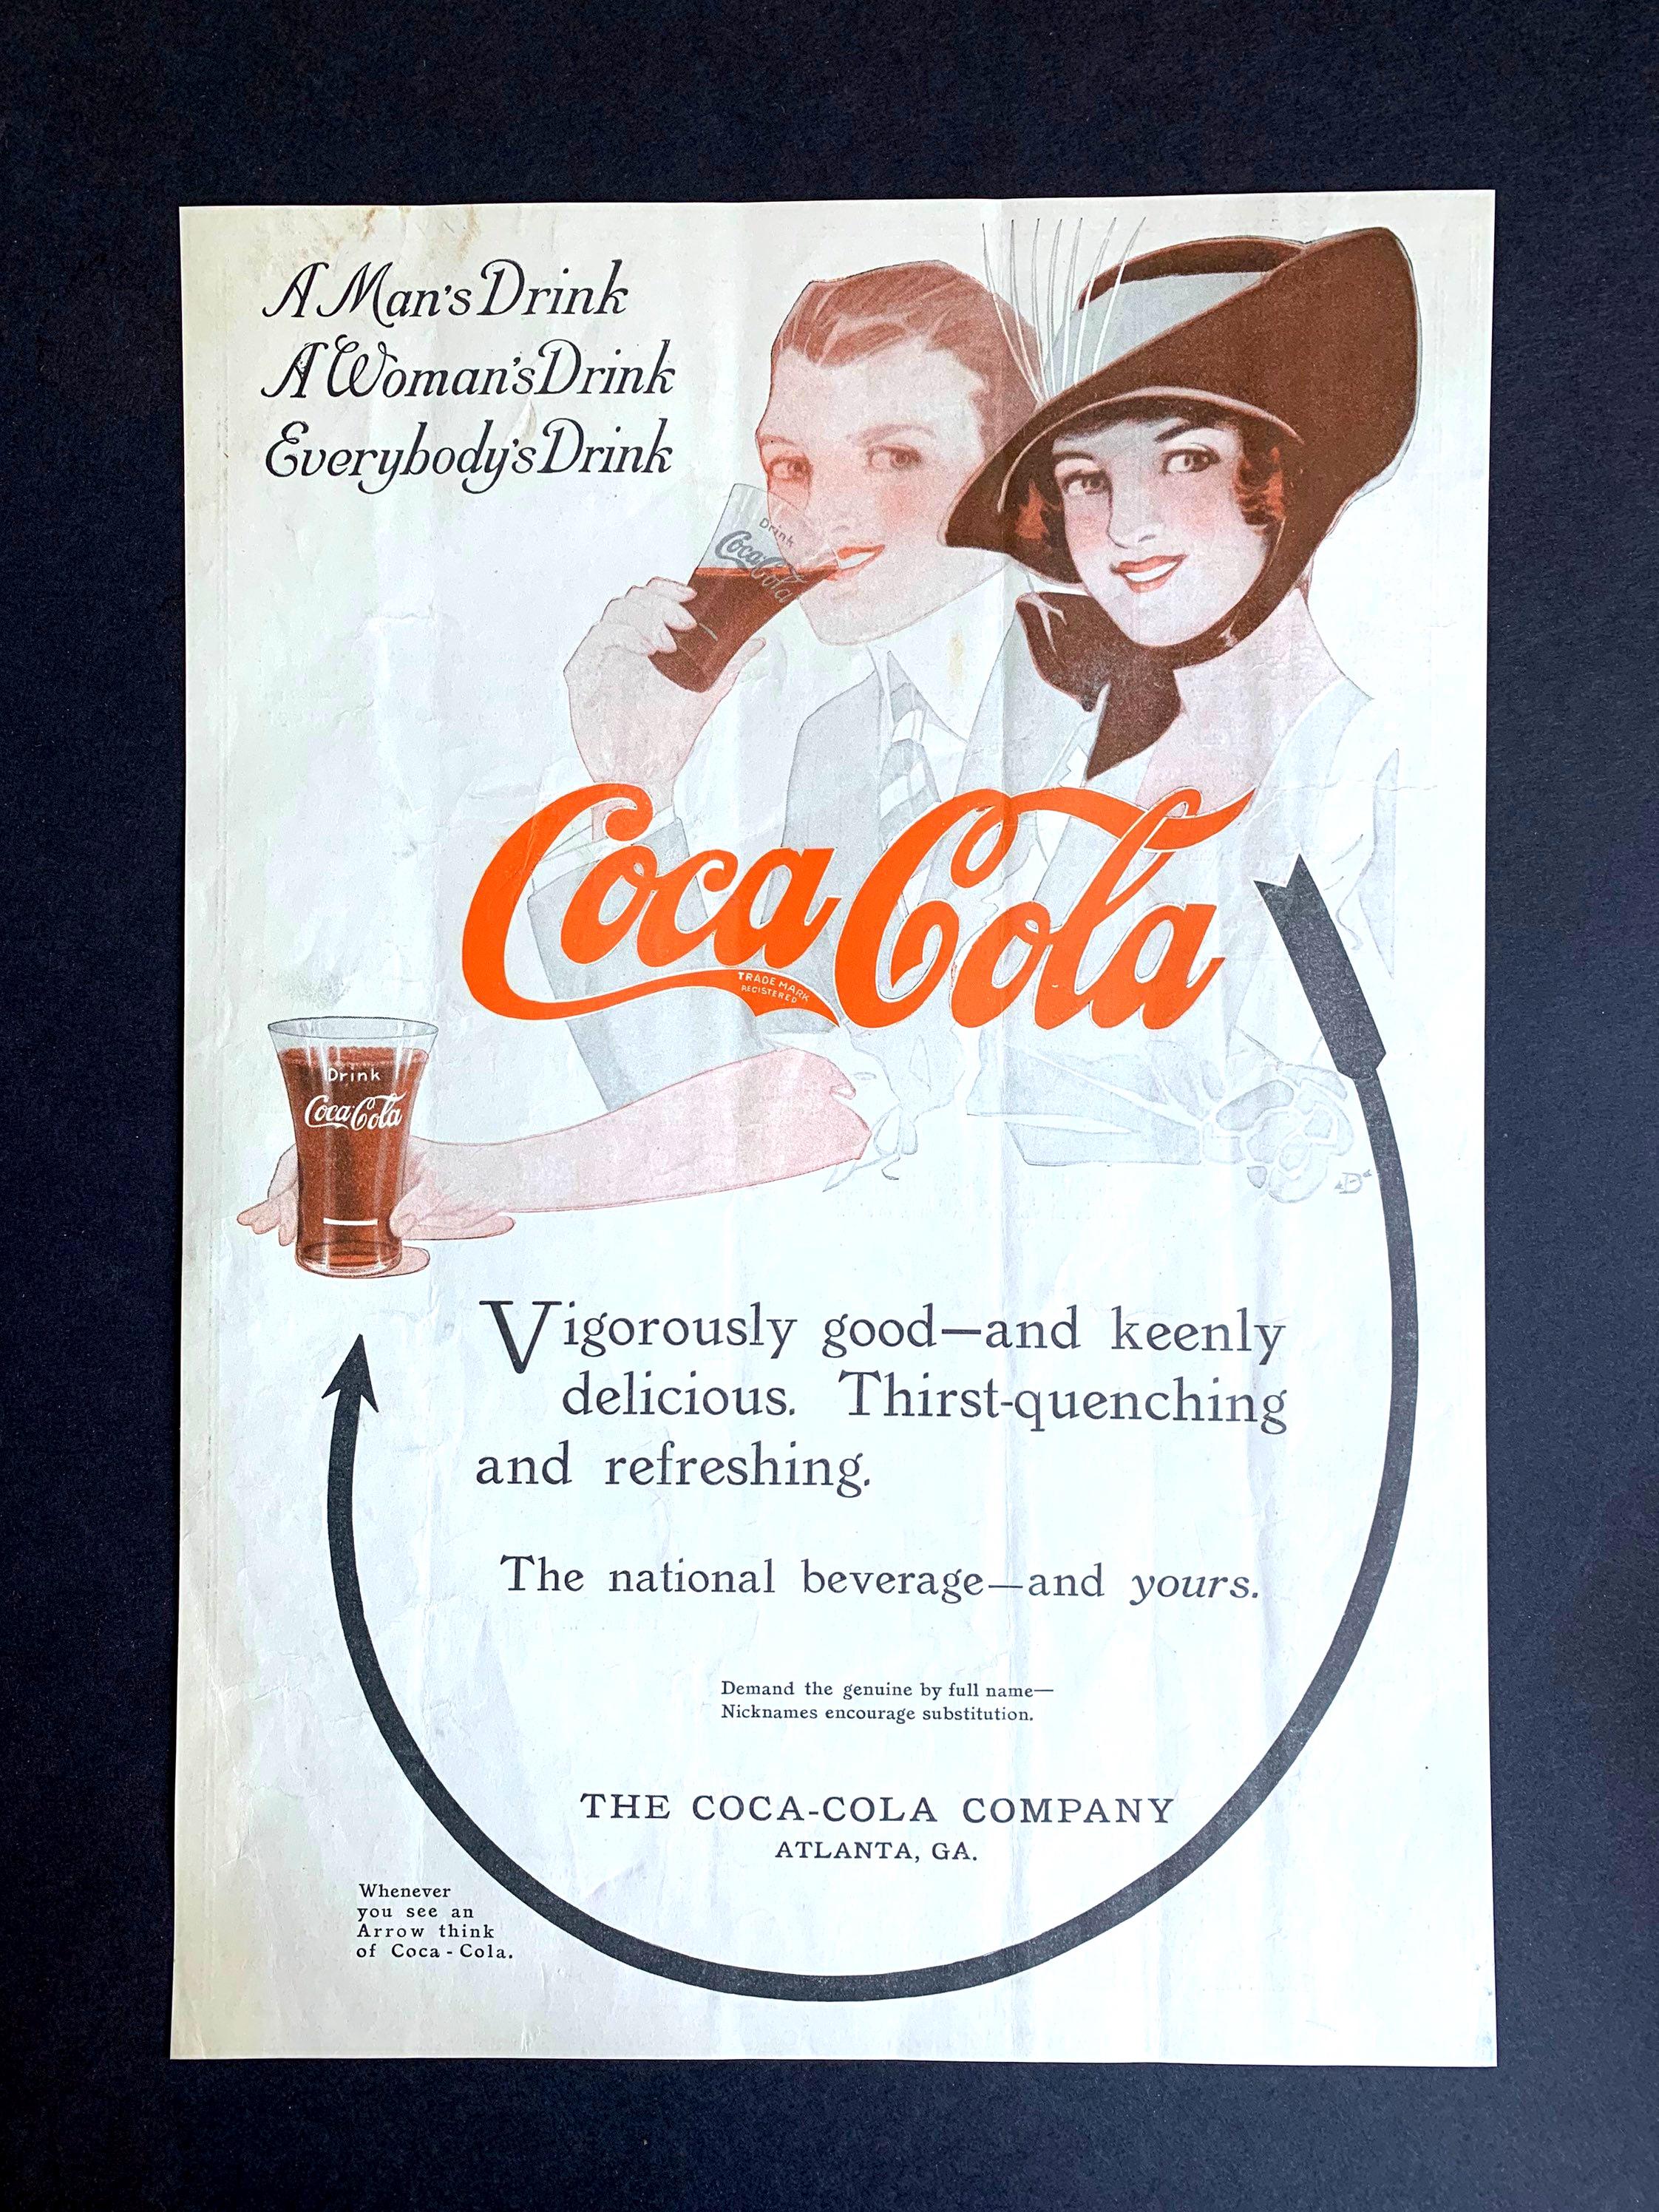 A Man's Drink
A Woman's Drink
Everybody's Drink
Drink
Coca-Cola
Coca-Cola
TRADE MARK
REGISTERED
Drink
Coca-Cola
Vigorously good—and keenly
delicious. Thirst-quenching
and refreshing.
The national beverage—and yours.
Demand the genuine by full name—
Nicknames encourage substitution.
THE COCA-COLA COMPANY
ATLANTA, GA.
Whenever
you see an
Arrow think
of Coca-Cola.